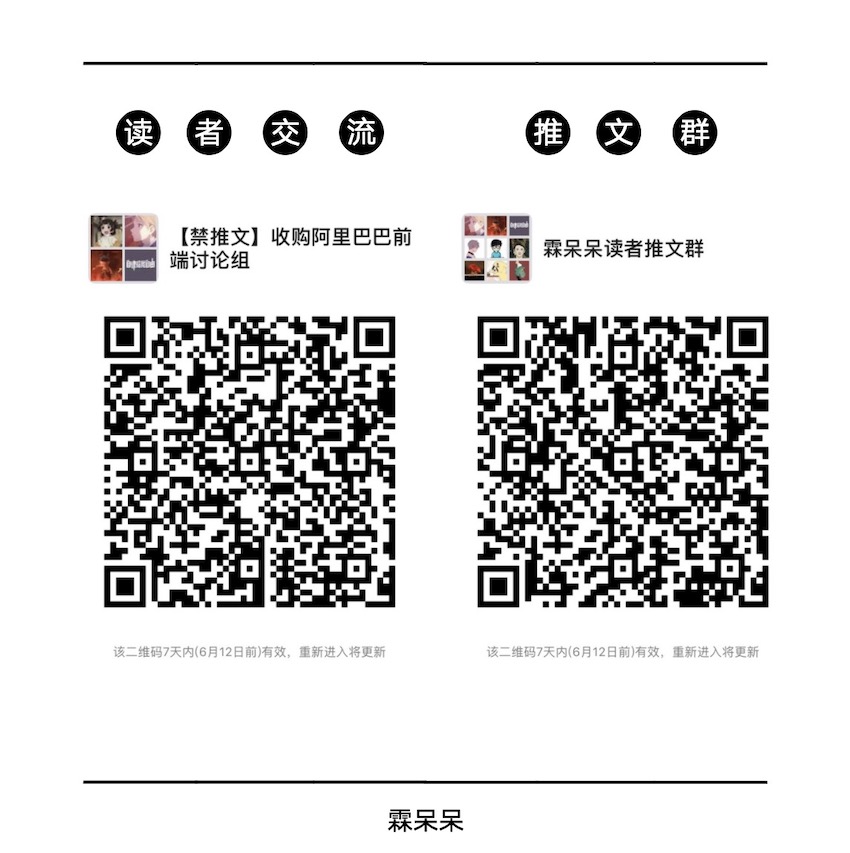 读者交流
推文群
【禁推文】收购阿里巴巴前
端讨论组
霖呆呆读者推文群
该二维码7天内(6月12日前)有效，重新进入将更新
该二维码7天内(6月12日前)有效，重新进入将更新
霖呆呆